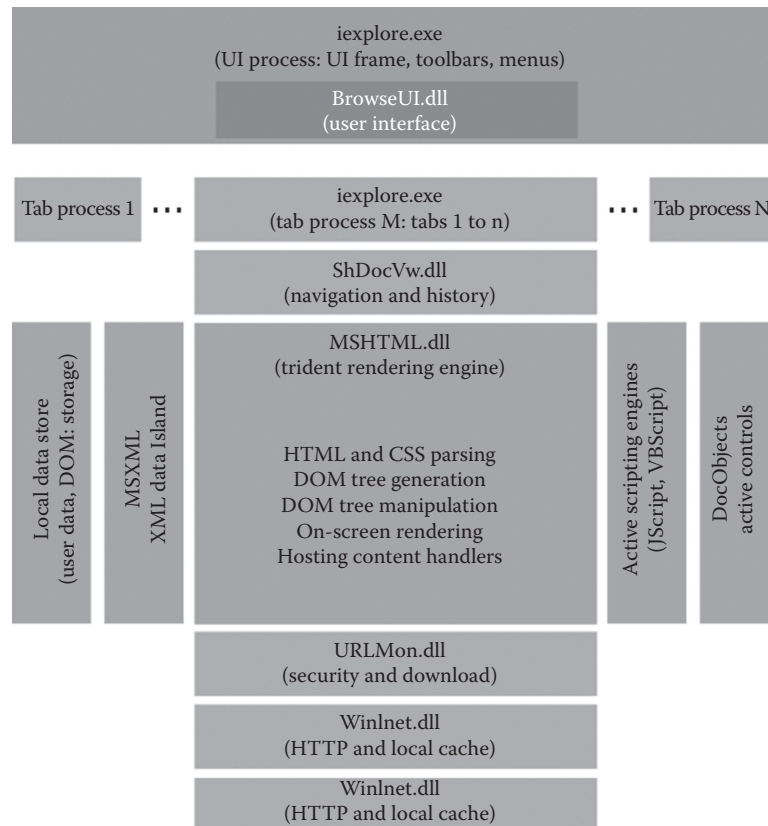 iexplore.exe
(UI process: UI frame, toolbars, menus)
BrowseUI.dll
(user interface)
Tab process 1
...
iexplore.exe
(tab process M: tabs 1 to n)
...
Tab process N
ShDocVw.dll
(navigation and history)
Local data store
(user data, DOM: storage)
MSXML
XML data Island
MSHTML.dll
(trident rendering engine)
HTML and CSS parsing
DOM tree generation
DOM tree manipulation
On-screen rendering
Hosting content handlers
Active scripting engines
(JScript, VBScript)
DocObjects
active controls
URLMon.dll
(security and download)
WinInet.dll
(HTTP and local cache)
WinInet.dll
(HTTP and local cache)